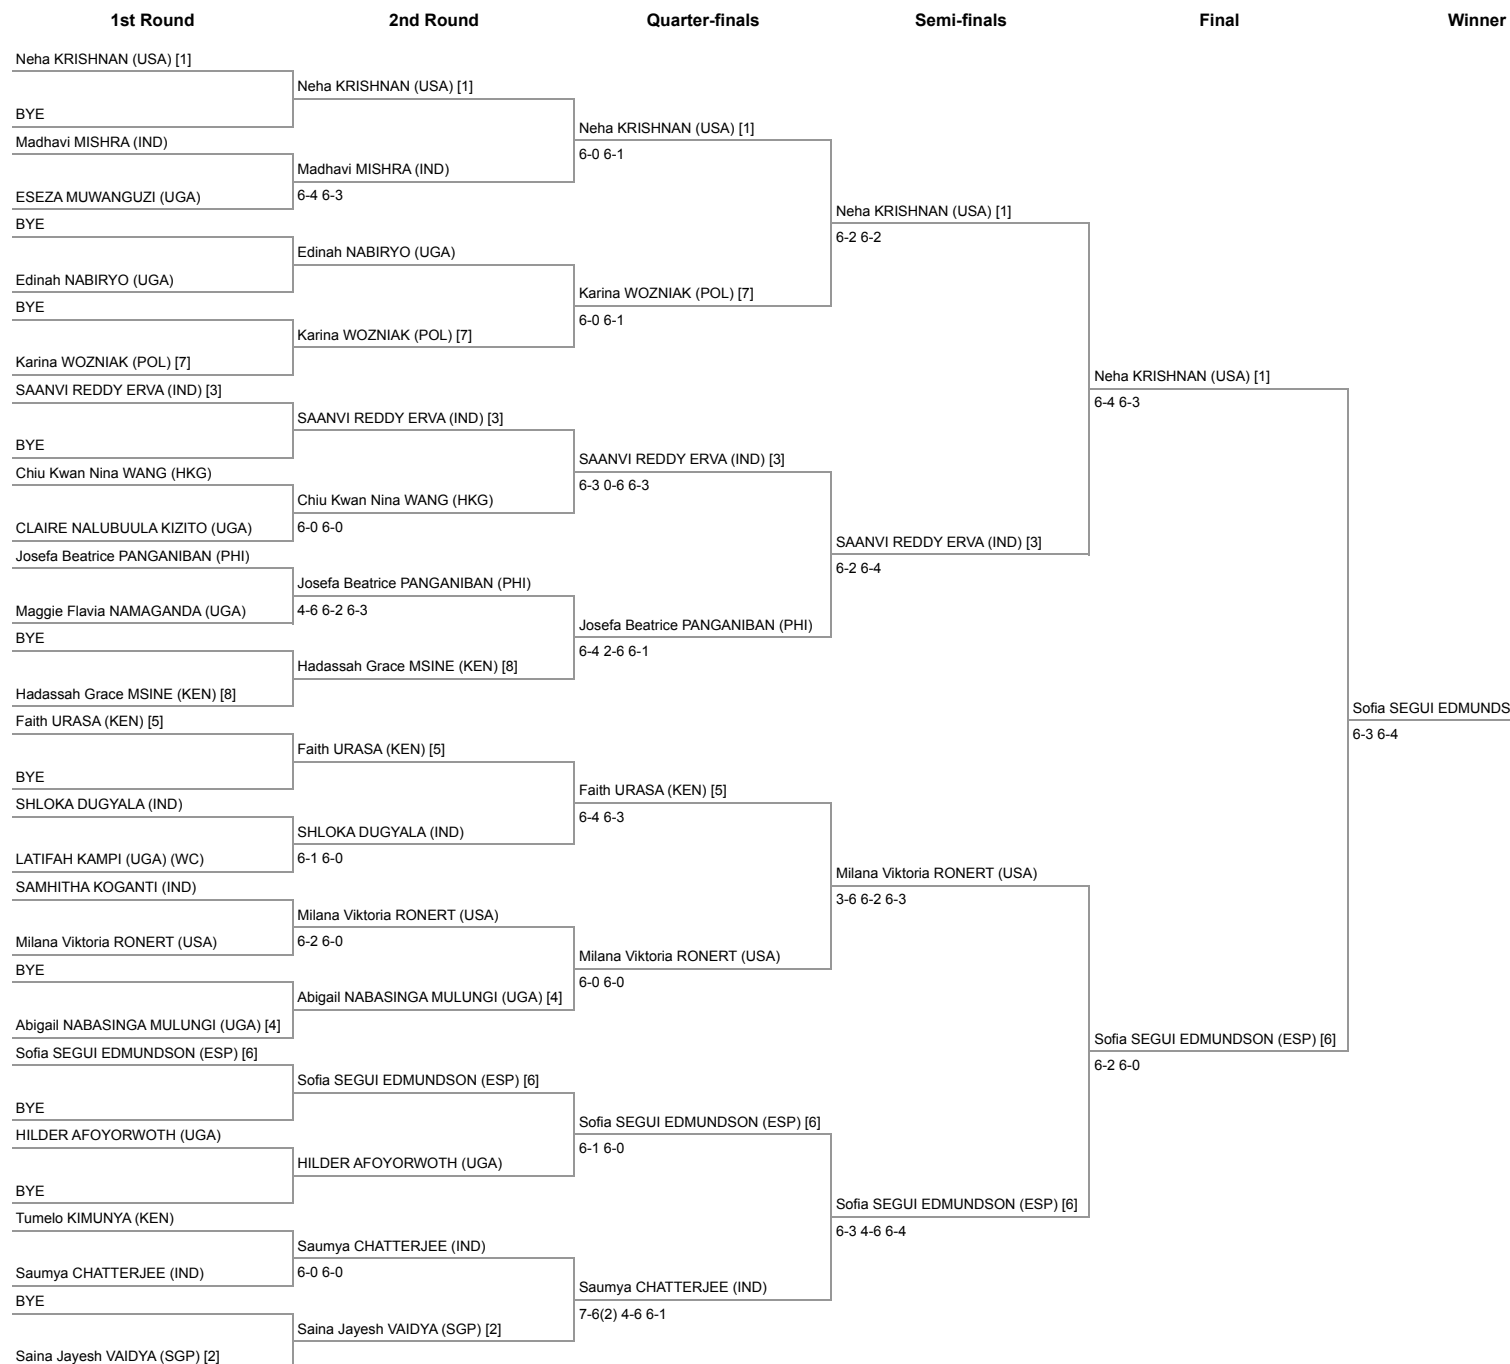 1st Round
2nd Round
Quarter-finals
Semi-finals
Final
Winner
Neha KRISHNAN (USA) [1]
BYE
Madhavi MISHRA (IND)
ESEZA MUWANGUZI (UGA)
BYE
Edinah NABIRYO (UGA)
BYE
Karina WOZNIAK (POL) [7]
SAANVI REDDY ERVA (IND) [3]
BYE
Chiu Kwan Nina WANG (HKG)
CLAIRE NALUBUULA KIZITO (UGA)
Josefa Beatrice PANGANIBAN (PHI)
Maggie Flavia NAMAGANDA (UGA)
BYE
Hadassah Grace MSINE (KEN) [8]
Faith URASA (KEN) [5]
BYE
SHLOKA DUGYALA (IND)
LATIFAH KAMPI (UGA) (WC)
SAMHITHA KOGANTI (IND)
Milana Viktoria RONERT (USA)
BYE
Abigail NABASINGA MULUNGI (UGA) [4]
Sofia SEGUI EDMUNDSON (ESP) [6]
BYE
HILDER AFOYORWOTH (UGA)
BYE
Tumelo KIMUNYA (KEN)
Saumya CHATTERJEE (IND)
BYE
Saina Jayesh VAIDYA (SGP) [2]
Neha KRISHNAN (USA) [1]
Madhavi MISHRA (IND)
6-4 6-3
Edinah NABIRYO (UGA)
Karina WOZNIAK (POL) [7]
SAANVI REDDY ERVA (IND) [3]
Chiu Kwan Nina WANG (HKG)
6-0 6-0
Josefa Beatrice PANGANIBAN (PHI)
4-6 6-2 6-3
Hadassah Grace MSINE (KEN) [8]
Faith URASA (KEN) [5]
SHLOKA DUGYALA (IND)
6-1 6-0
Milana Viktoria RONERT (USA)
6-2 6-0
Abigail NABASINGA MULUNGI (UGA) [4]
Sofia SEGUI EDMUNDSON (ESP) [6]
HILDER AFOYORWOTH (UGA)
Saumya CHATTERJEE (IND)
6-0 6-0
Saina Jayesh VAIDYA (SGP) [2]
Neha KRISHNAN (USA) [1]
6-0 6-1
Karina WOZNIAK (POL) [7]
6-0 6-1
SAANVI REDDY ERVA (IND) [3]
6-3 0-6 6-3
Josefa Beatrice PANGANIBAN (PHI)
6-4 2-6 6-1
Faith URASA (KEN) [5]
6-4 6-3
Milana Viktoria RONERT (USA)
6-0 6-0
Sofia SEGUI EDMUNDSON (ESP) [6]
6-1 6-0
Saumya CHATTERJEE (IND)
7-6(2) 4-6 6-1
Neha KRISHNAN (USA) [1]
6-2 6-2
SAANVI REDDY ERVA (IND) [3]
6-2 6-4
Milana Viktoria RONERT (USA)
3-6 6-2 6-3
Sofia SEGUI EDMUNDSON (ESP) [6]
6-3 4-6 6-4
Neha KRISHNAN (USA) [1]
6-4 6-3
Sofia SEGUI EDMUNDSON (ESP) [6]
6-2 6-0
Sofia SEGUI EDMUNDS
6-3 6-4